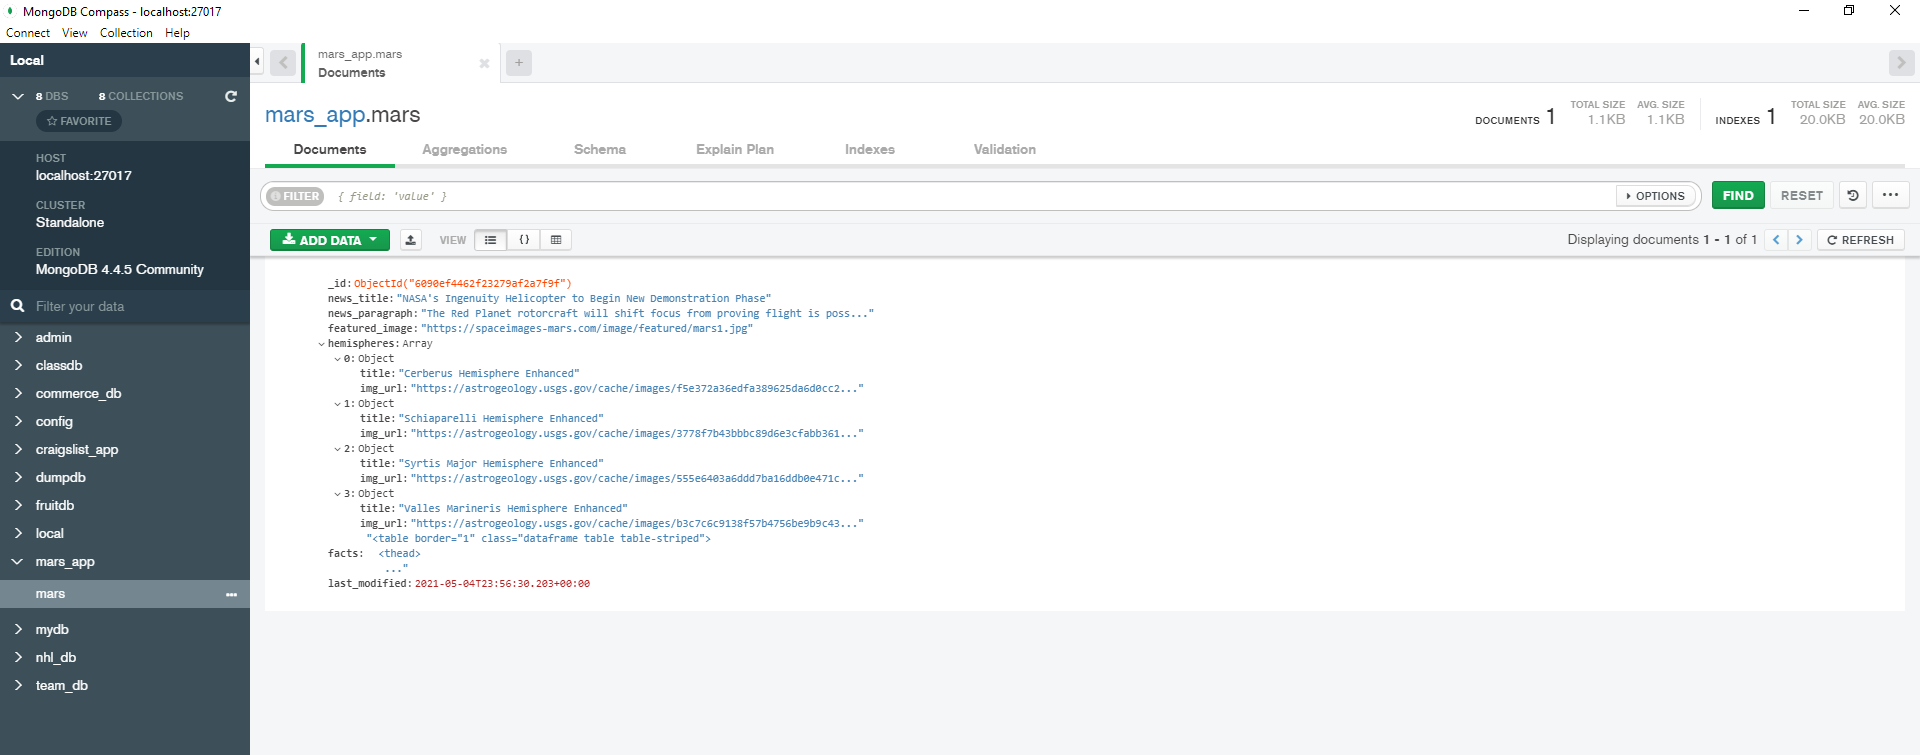 MongoDB Compass - localhost:27017
Connect View Collection Help
Local
8 DBS 8 COLLECTIONS
FAVORITE
HOST
localhost:27017
CLUSTER
Standalone
EDITION
MongoDB 4.4.5 Community
Filter your data
admin
classdb
commerce_db
config
craigslist_app
dumpdb
fruitdb
local
mars_app
mars
mydb
nhl_db
team_db
mars_app.mars
Documents
mars_app.mars
DOCUMENTS 1 TOTAL SIZE 1.1KB AVG. SIZE 1.1KB INDEXES 1 TOTAL SIZE 20.0KB AVG. SIZE 20.0KB
Documents Aggregations Schema Explain Plan Indexes Validation
FILTER { field: 'value' } OPTIONS FIND RESET ...
ADD DATA VIEW {} Displaying documents 1 - 1 of 1 < > REFRESH
_id: ObjectId("6090ef4462f23279af2a7f9f")
news_title: "NASA's Ingenuity Helicopter to Begin New Demonstration Phase"
news_paragraph: "The Red Planet rotorcraft will shift focus from proving flight is poss..."
featured_image: "https://spaceimages-mars.com/image/featured/mars1.jpg"
hemispheres: Array
0: Object
title: "Cerberus Hemisphere Enhanced"
img_url: "https://astrogeology.usgs.gov/cache/images/f5e372a36edfa389625da6d0cc2..."
1: Object
title: "Schiaparelli Hemisphere Enhanced"
img_url: "https://astrogeology.usgs.gov/cache/images/3778f7b43bbbc89d6e3cfabb361..."
2: Object
title: "Syrtis Major Hemisphere Enhanced"
img_url: "https://astrogeology.usgs.gov/cache/images/555e6403a6ddd7ba16ddb0e471c..."
3: Object
title: "Valles Marineris Hemisphere Enhanced"
img_url: "https://astrogeology.usgs.gov/cache/images/b3c7c6c9138f57b4756be9b9c43..."
"<table border="1" class="dataframe table table-striped">
facts: <thead>
..."
last_modified: 2021-05-04T23:56:30.203+00:00